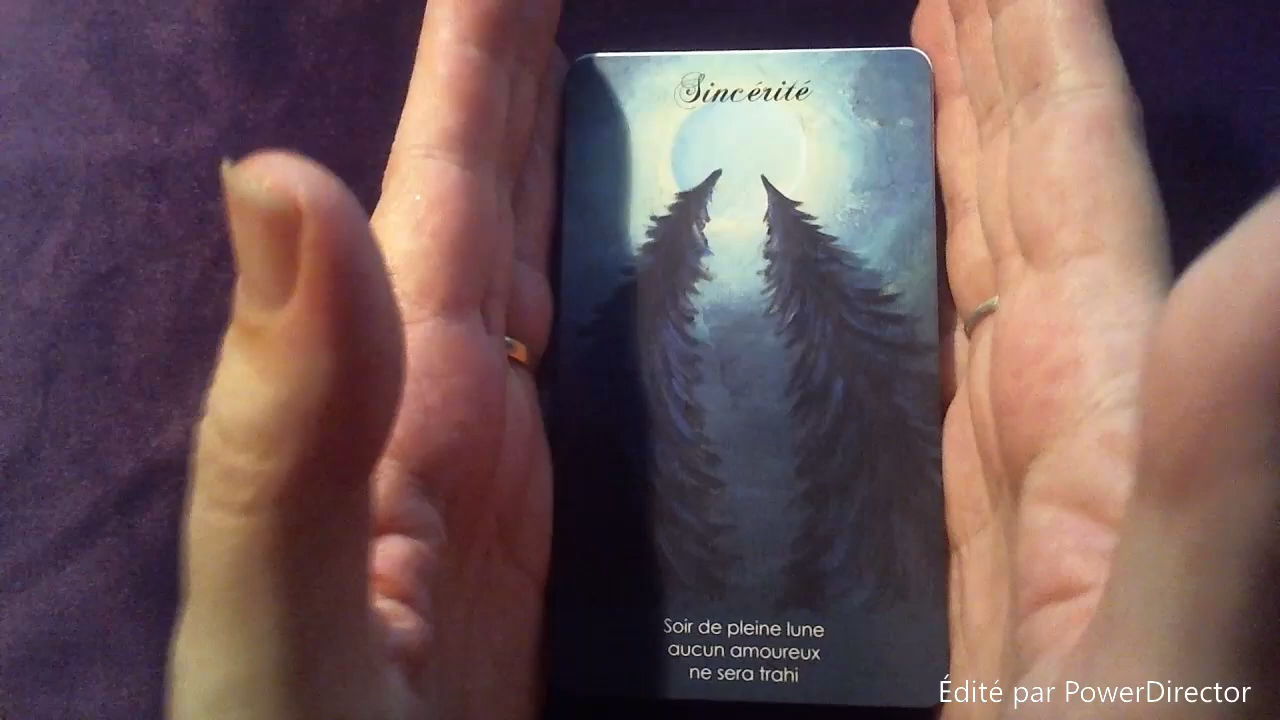 Sincérité
Soir de pleine lune
aucun amoureux
ne sera trahi
Édité par PowerDirector